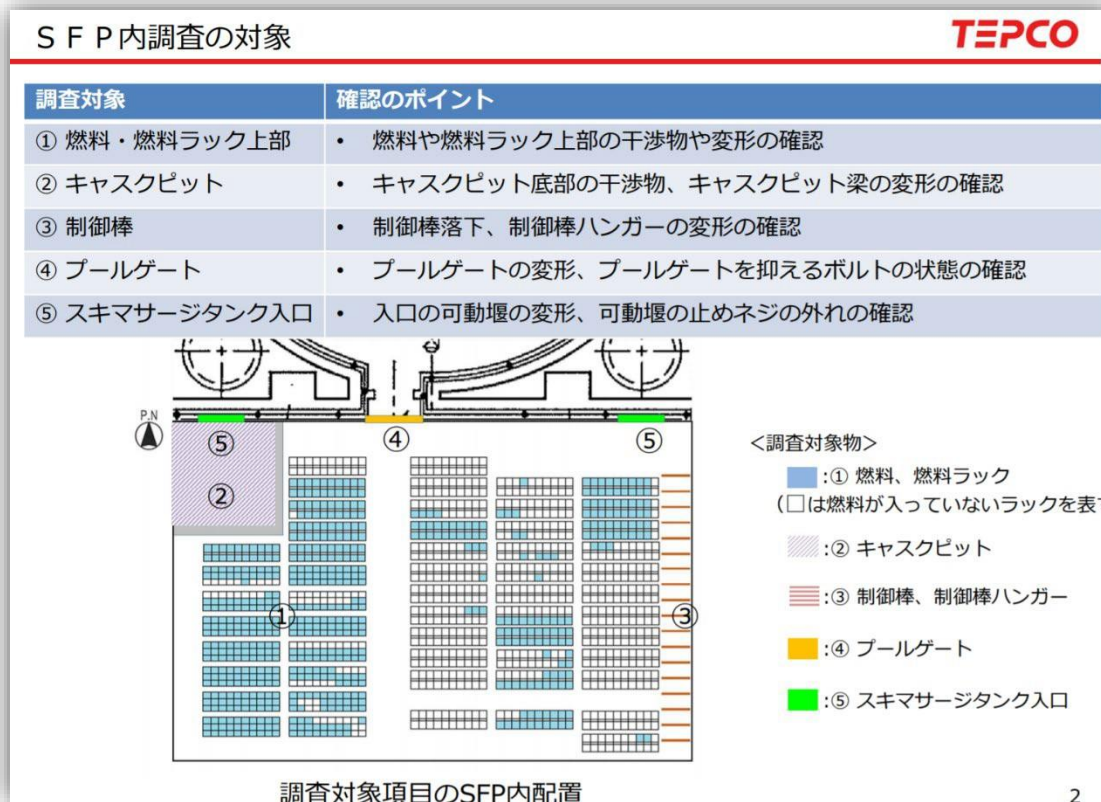 ＳＦＰ内調査の対象
TEPCO
調査対象 確認のポイント
① 燃料・燃料ラック上部 • 燃料や燃料ラック上部の干渉物や変形の確認
② キャスクピット • キャスクピット底部の干渉物、キャスクピット梁の変形の確認
③ 制御棒 • 制御棒落下、制御棒ハンガーの変形の確認
④ プールゲート • プールゲートの変形、プールゲートを抑えるボルトの状態の確認
⑤ スキマサージタンク入口 • 入口の可動堰の変形、可動堰の止めネジの外れの確認
P.N
⑤
④
⑤
②
①
③
＜調査対象物＞
:① 燃料、燃料ラック
（□は燃料が入っていないラックを表す
:② キャスクピット
:③ 制御棒、制御棒ハンガー
:④ プールゲート
:⑤ スキマサージタンク入口
調査対象項目のSFP内配置
2